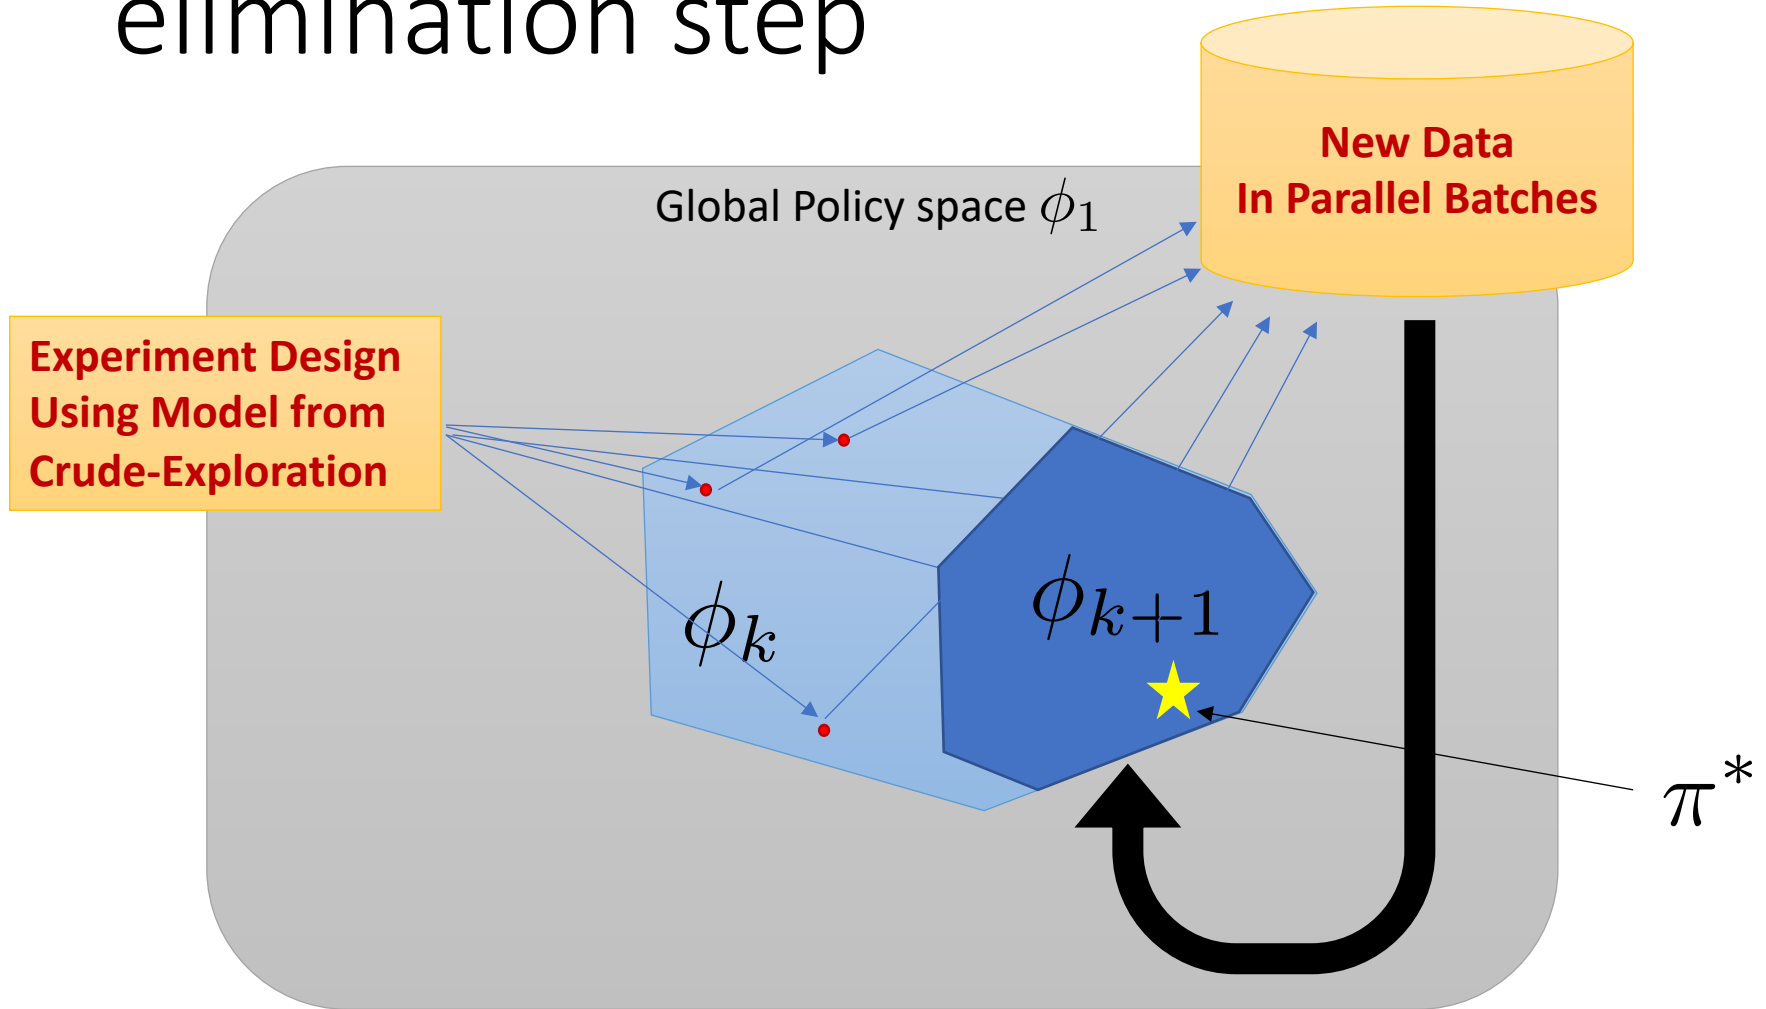 elimination step
New Data
In Parallel Batches
Global Policy space ϕ₁
Experiment Design
Using Model from
Crude-Exploration
ϕₖ
ϕₖ₊₁
π*